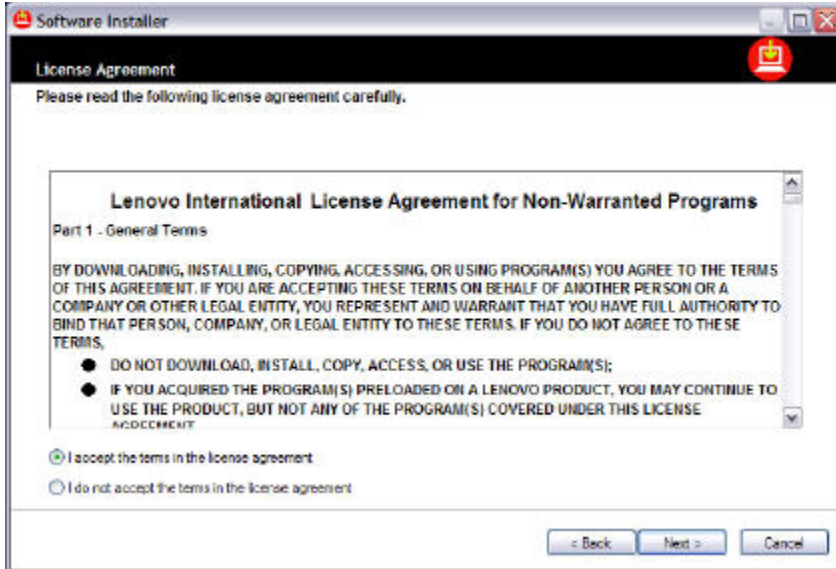 Software Installer
License Agreement
Please read the following license agreement carefully.
Lenovo International License Agreement for Non-Warranted Programs
Part 1 - General Terms
BY DOWNLOADING, INSTALLING, COPYING, ACCESSING, OR USING PROGRAM(S) YOU AGREE TO THE TERMS
OF THIS AGREEMENT. IF YOU ARE ACCEPTING THESE TERMS ON BEHALF OF ANOTHER PERSON OR A
COMPANY OR OTHER LEGAL ENTITY, YOU REPRESENT AND WARRANT THAT YOU HAVE FULL AUTHORITY TO
BIND THAT PERSON, COMPANY, OR LEGAL ENTITY TO THESE TERMS. IF YOU DO NOT AGREE TO THESE
TERMS,
● DO NOT DOWNLOAD, INSTALL, COPY, ACCESS, OR USE THE PROGRAM(S);
● IF YOU ACQUIRED THE PROGRAM(S) PRELOADED ON A LENOVO PRODUCT, YOU MAY CONTINUE TO
USE THE PRODUCT, BUT NOT ANY OF THE PROGRAM(S) COVERED UNDER THIS LICENSE
AGREEMENT
I accept the terms in the license agreement
I do not accept the terms in the license agreement
< Back
Next >
Cancel